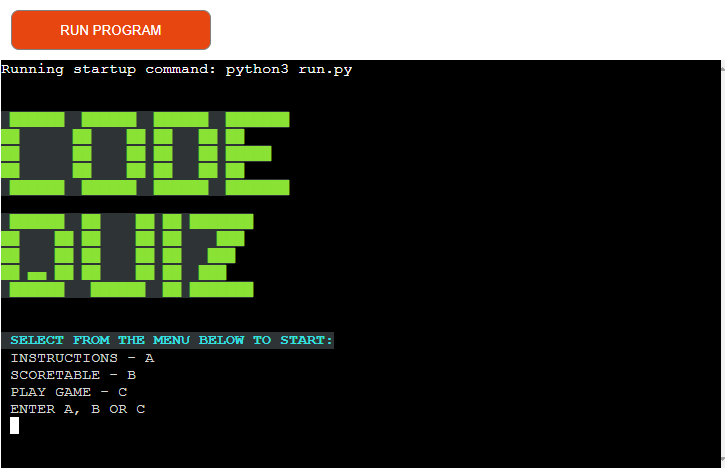 RUN PROGRAM
Running startup command: python3 run.py
CODE
QUIZ
SELECT FROM THE MENU BELOW TO START:
INSTRUCTIONS - A
SCORETABLE - B
PLAY GAME - C
ENTER A, B OR C